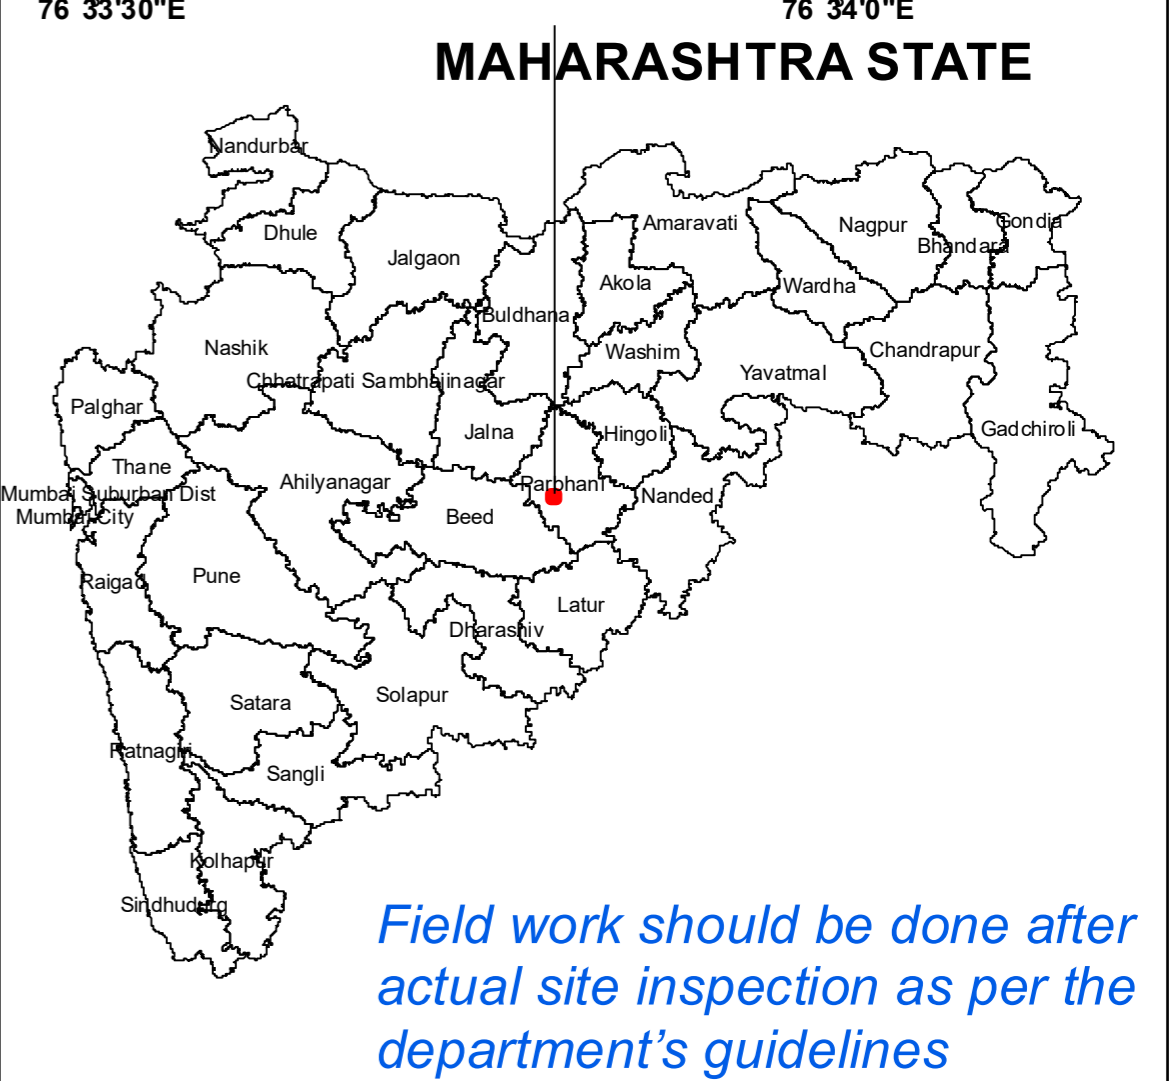 76 33'30"E 76 34'0"E
MAHARASHTRA STATE
Nandurbar
Dhule
Jalgaon
Amaravati
Nagpur
Gondia
Bhandara
Akola
Wardha
Buldhana
Nashik
Washim
Chandrapur
Chhatrapati Sambhajinagar
Yavatmal
Palghar
Jalna
Hingoli
Gadchiroli
Thane
Ahilyanagar
Parbhani
Mumbai Suburban Dist
Nanded
Mumbai City
Beed
Raigad
Pune
Latur
Dharashiv
Satara
Solapur
Ratnagiri
Sangli
Kolhapur
Sindhudurg
Field work should be done after
actual site inspection as per the
department’s guidelines